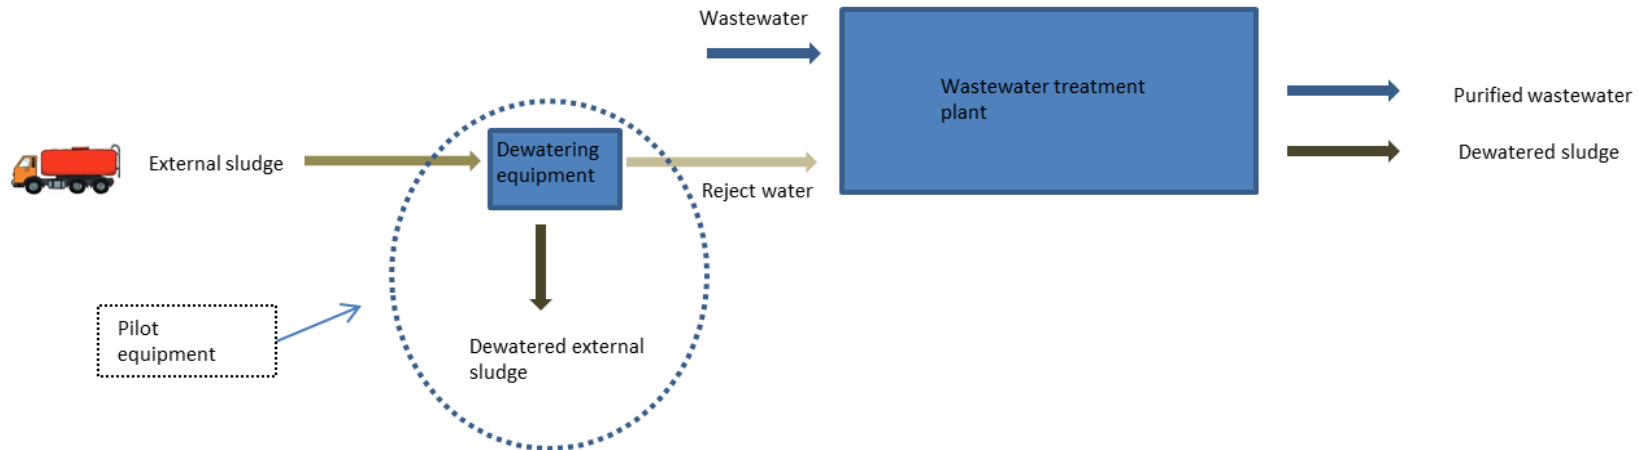 Wastewater
Wastewater treatment
plant
Purified wastewater
Dewatered sludge
External sludge
Dewatering
equipment
Reject water
Pilot
equipment
Dewatered external
sludge